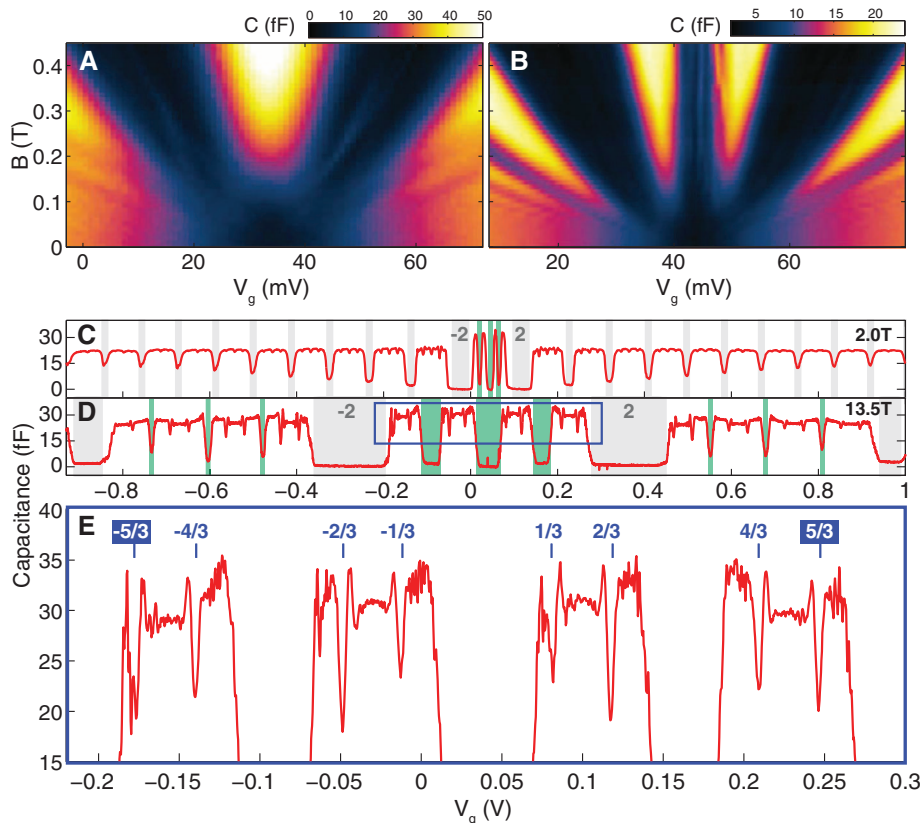 C (fF) 0 10 20 30 40 50
C (fF) 5 10 15 20
A
B
B (T)
0.4
0.3
0.2
0.1
0
0 20 40 60
20 40 60
V_g (mV)
V_g (mV)
C
-2
2
2.0T
30
15
0
D
-2
2
13.5T
30
15
0
−0.8 −0.6 −0.4 −0.2 0 0.2 0.4 0.6 0.8 1
Capacitance (fF)
E
-5/3 -4/3 -2/3 -1/3 1/3 2/3 4/3 5/3
40
35
30
25
20
15
−0.2 −0.15 −0.1 −0.05 0 0.05 0.1 0.15 0.2 0.25 0.3
V_g (V)